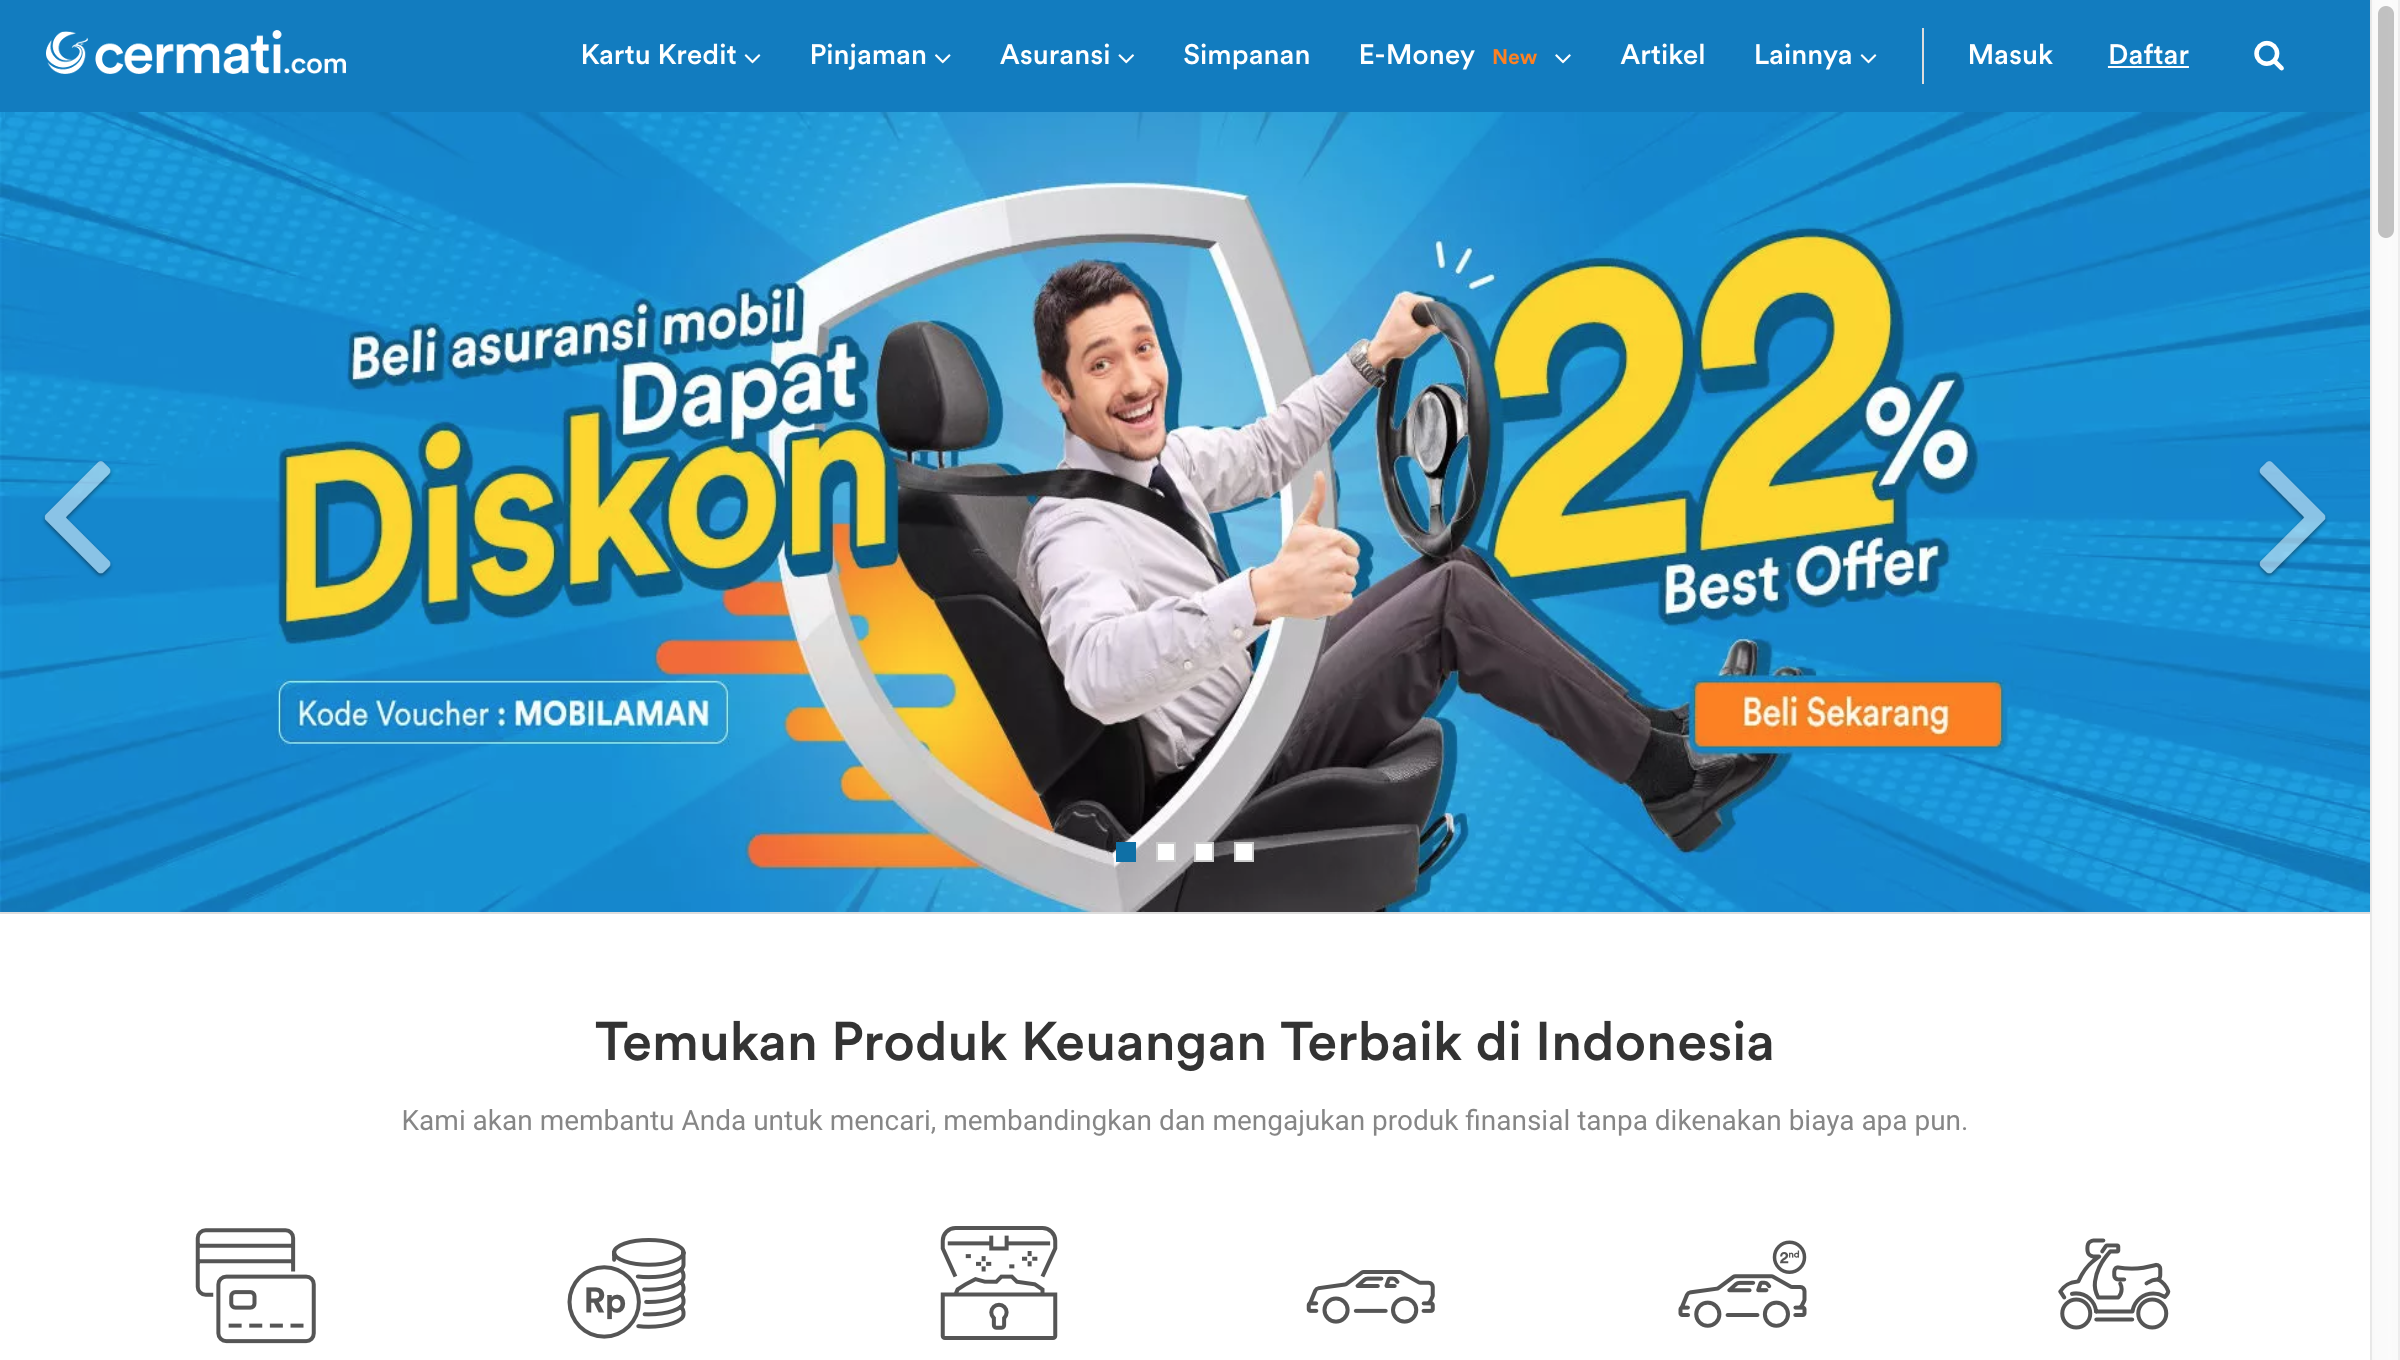 cermati.com
Kartu Kredit Pinjaman Asuransi Simpanan E-Money New Artikel Lainnya Masuk Daftar
Beli asuransi mobil
Dapat
Diskon
22%
Best Offer
Kode Voucher : MOBILAMAN
Beli Sekarang
Temukan Produk Keuangan Terbaik di Indonesia
Kami akan membantu Anda untuk mencari, membandingkan dan mengajukan produk finansial tanpa dikenakan biaya apa pun.
Rp
2nd